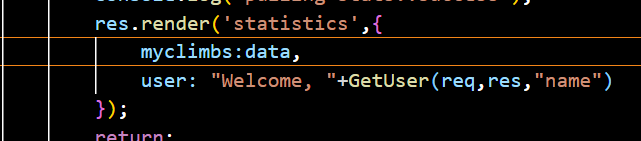 res.render('statistics',{
myclimbs:data,
user: "Welcome, "+GetUser(req,res,"name")
});
return;